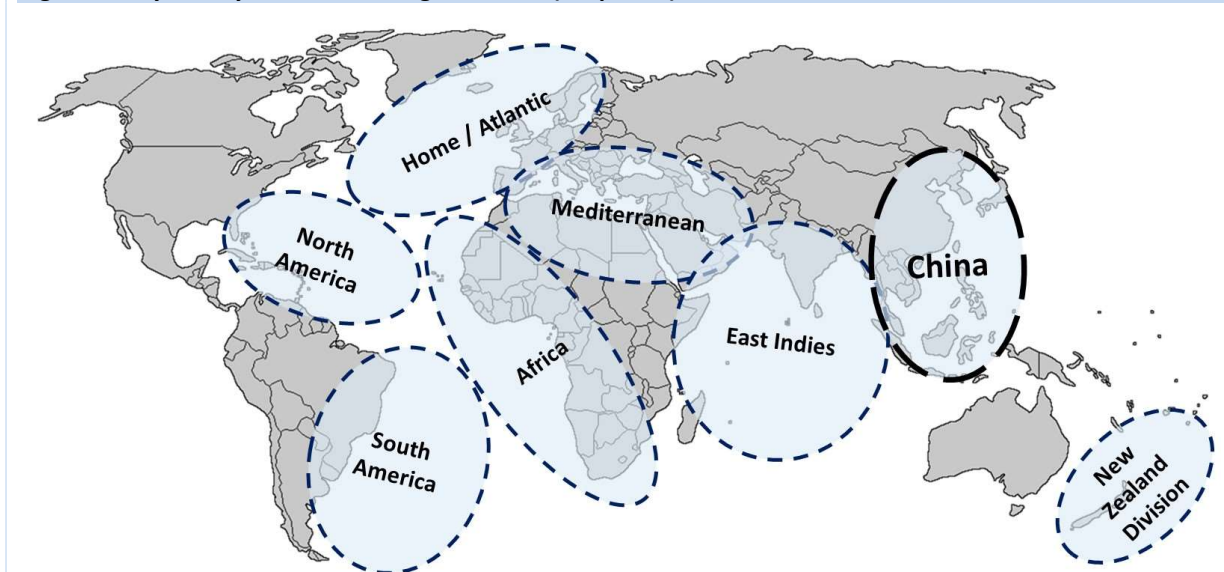 Home / Atlantic
Mediterranean
North
America
China
East Indies
Africa
South
America
New
Zealand
Division